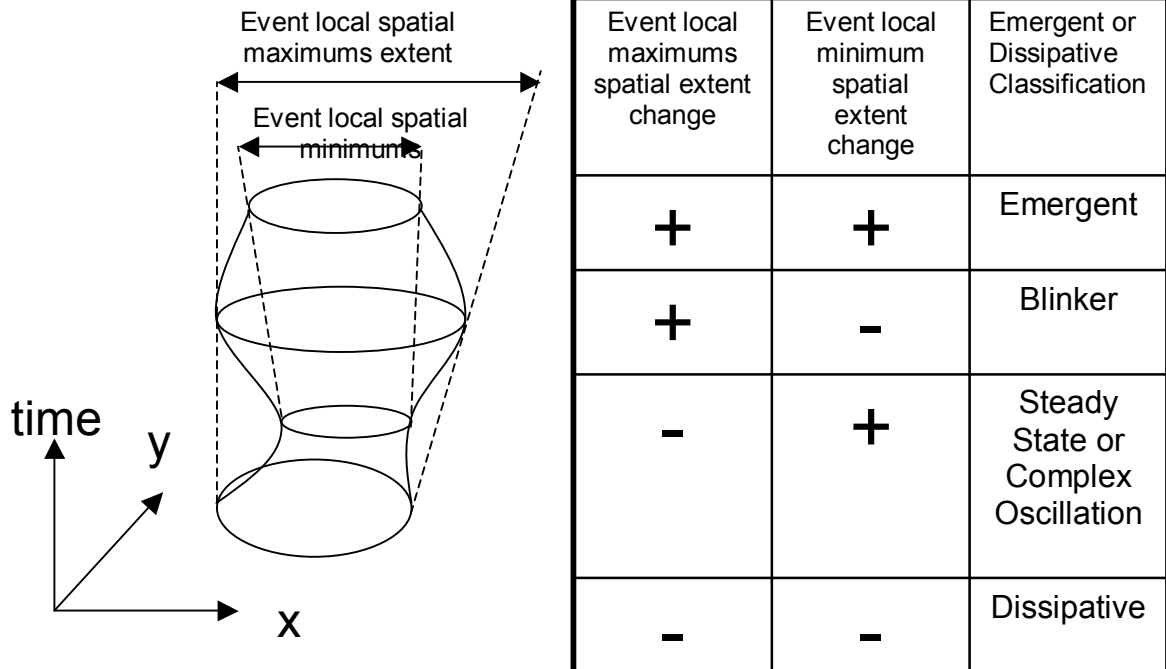 Event local spatial
maximums extent
Event local spatial
minimums
time
y
x
Event local
maximums
spatial extent
change
Event local
minimum
spatial
extent
change
Emergent or
Dissipative
Classification
+
+
Emergent
+
-
Blinker
-
+
Steady
State or
Complex
Oscillation
-
-
Dissipative